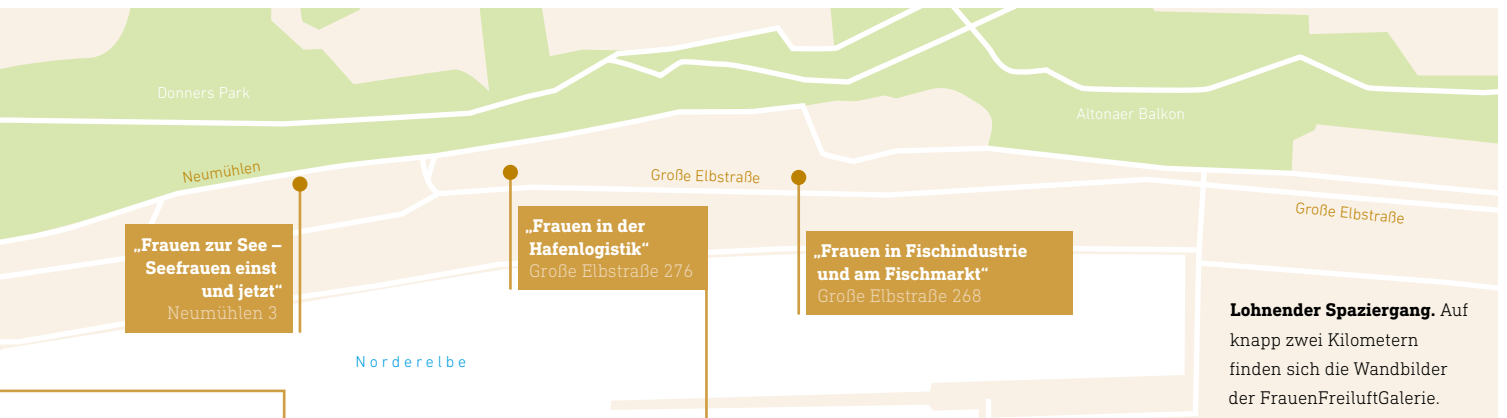 Donners Park
Altonaer Balkon
Neumühlen
Große Elbstraße
Große Elbstraße
„Frauen zur See –
Seefrauen einst
und jetzt“
Neumühlen 3
„Frauen in der
Hafenlogistik“
Große Elbstraße 276
„Frauen in Fischindustrie
und am Fischmarkt“
Große Elbstraße 268
Norderelbe
Lohnender Spaziergang. Auf
knapp zwei Kilometern
finden sich die Wandbilder
der FrauenFreiluftGalerie.